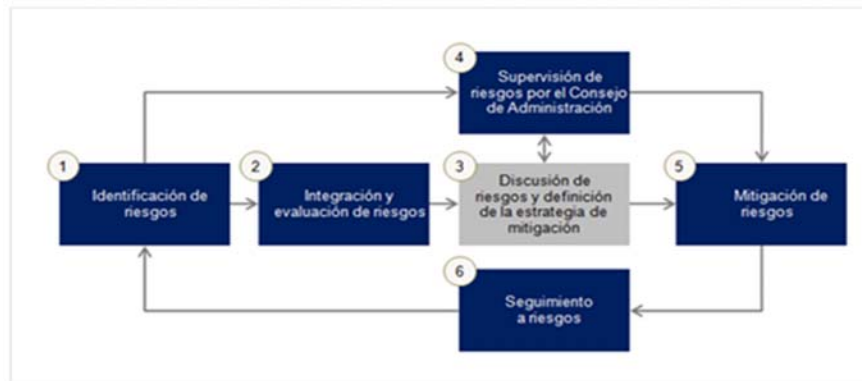 4
Supervisión de
riesgos por el Consejo
de Administración
1
Identificación de
riesgos
2
Integración y
evaluación de riesgos
3
Discusión de
riesgos y definición
de la estrategia de
mitigación
5
Mitigación de
riesgos
6
Seguimiento
a riesgos